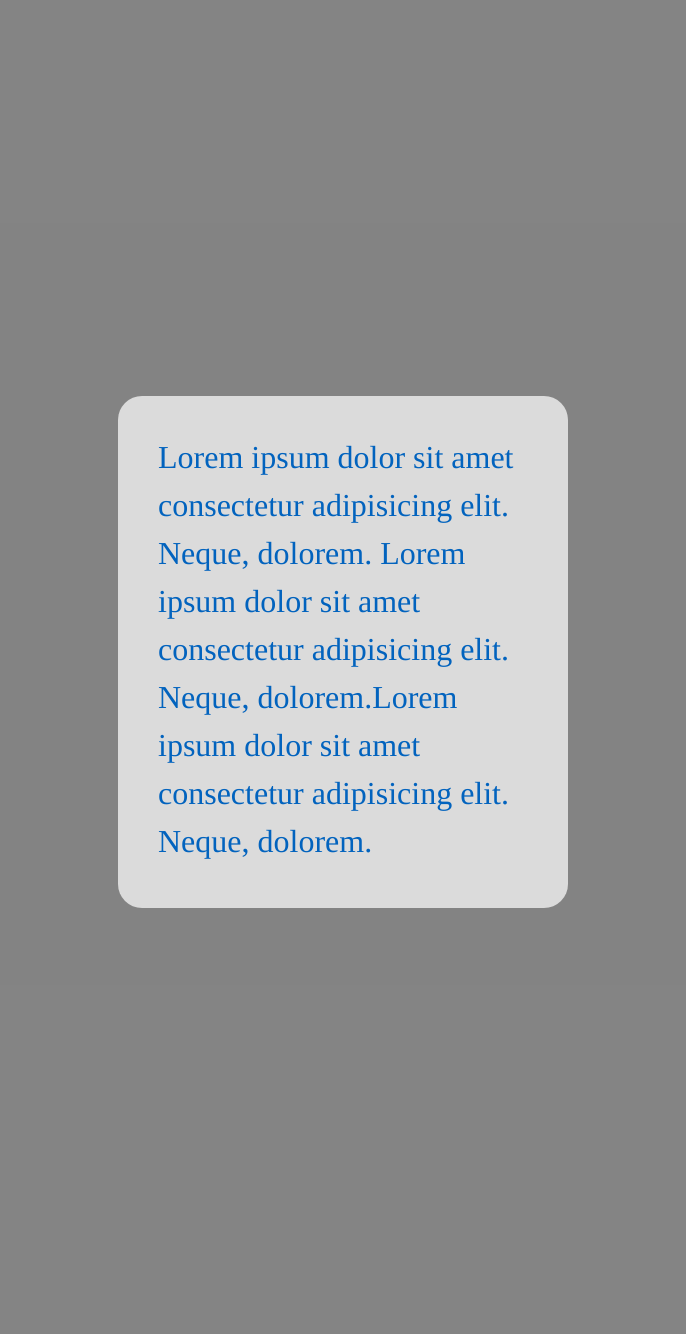 Lorem ipsum dolor sit amet
consectetur adipisicing elit.
Neque, dolorem. Lorem
ipsum dolor sit amet
consectetur adipisicing elit.
Neque, dolorem.Lorem
ipsum dolor sit amet
consectetur adipisicing elit.
Neque, dolorem.